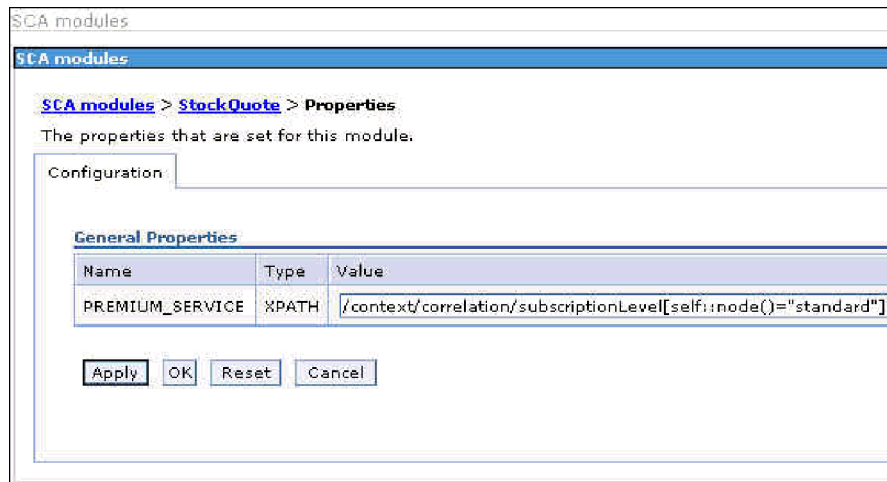 SCA modules
SCA modules
SCA modules > StockQuote > Properties
The properties that are set for this module.
Configuration
General Properties
Name Type Value
PREMIUM_SERVICE XPATH /context/correlation/subscriptionLevel[self::node()="standard"]
Apply OK Reset Cancel